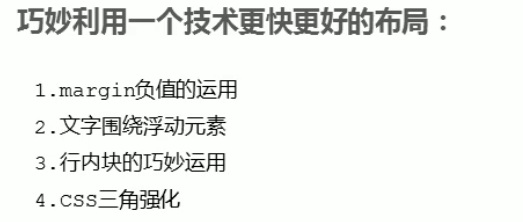 巧妙利用一个技术更快更好的布局：
1.margin负值的运用
2.文字围绕浮动元素
3.行内块的巧妙运用
4.CSS三角强化